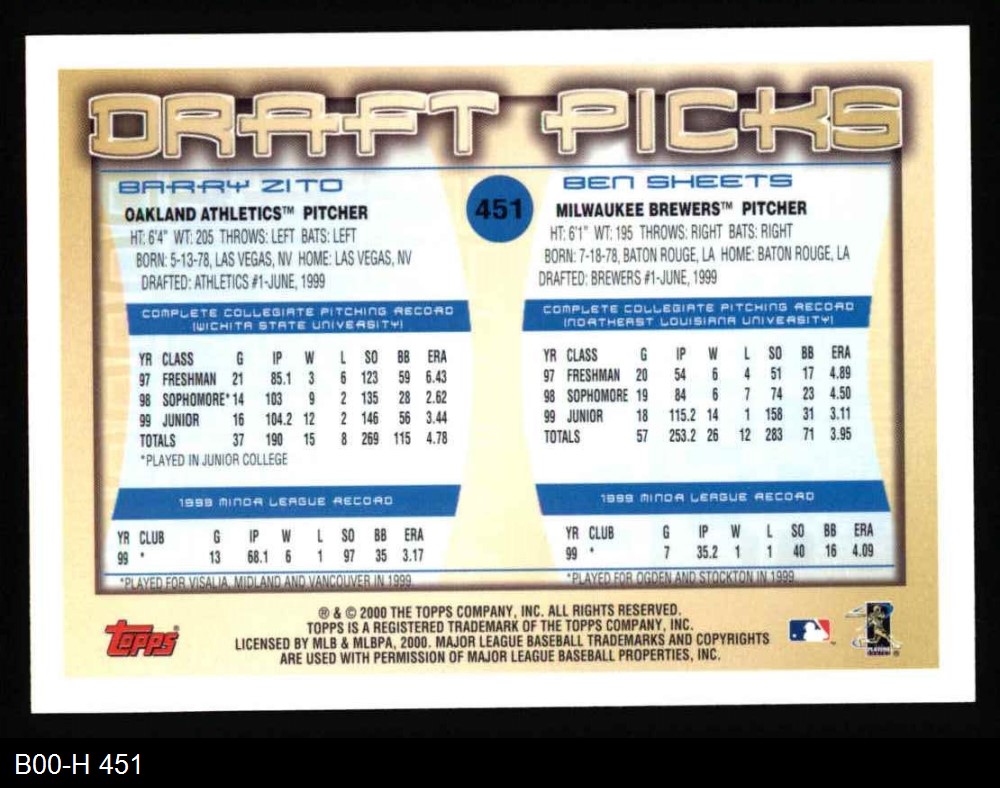 DRAFT PICKS
BARRY ZITO
OAKLAND ATHLETICS™ PITCHER
HT: 6'4" WT: 205 THROWS: LEFT BATS: LEFT
BORN: 5-13-78, LAS VEGAS, NV HOME: LAS VEGAS, NV
DRAFTED: ATHLETICS #1-JUNE, 1999
COMPLETE COLLEGIATE PITCHING RECORD
(WICHITA STATE UNIVERSITY)
YR CLASS G IP W L SO BB ERA
97 FRESHMAN 21 85.1 3 6 123 59 6.43
98 SOPHOMORE* 14 103 9 2 135 28 2.62
99 JUNIOR 16 104.2 12 2 146 56 3.44
TOTALS 37 190 15 8 269 115 4.78
*PLAYED IN JUNIOR COLLEGE
1999 MINOR LEAGUE RECORD
YR CLUB G IP W L SO BB ERA
99 * 13 68.1 6 1 97 35 3.17
*PLAYED FOR VISALIA, MIDLAND AND VANCOUVER IN 1999
451
BEN SHEETS
MILWAUKEE BREWERS™ PITCHER
HT: 6'1" WT: 195 THROWS: RIGHT BATS: RIGHT
BORN: 7-18-78, BATON ROUGE, LA HOME: BATON ROUGE, LA
DRAFTED: BREWERS #1-JUNE, 1999
COMPLETE COLLEGIATE PITCHING RECORD
(NORTHEAST LOUISIANA UNIVERSITY)
YR CLASS G IP W L SO BB ERA
97 FRESHMAN 20 54 6 4 51 17 4.89
98 SOPHOMORE 19 84 6 7 74 23 4.50
99 JUNIOR 18 115.2 14 1 158 31 3.11
TOTALS 57 253.2 26 12 283 71 3.95
1999 MINOR LEAGUE RECORD
YR CLUB G IP W L SO BB ERA
99 * 7 35.2 1 1 40 16 4.09
*PLAYED FOR OGDEN AND STOCKTON IN 1999
Topps®
® & © 2000 THE TOPPS COMPANY, INC. ALL RIGHTS RESERVED.
TOPPS IS A REGISTERED TRADEMARK OF THE TOPPS COMPANY, INC.
LICENSED BY MLB & MLBPA, 2000. MAJOR LEAGUE BASEBALL TRADEMARKS AND COPYRIGHTS
ARE USED WITH PERMISSION OF MAJOR LEAGUE BASEBALL PROPERTIES, INC.
B00-H 451